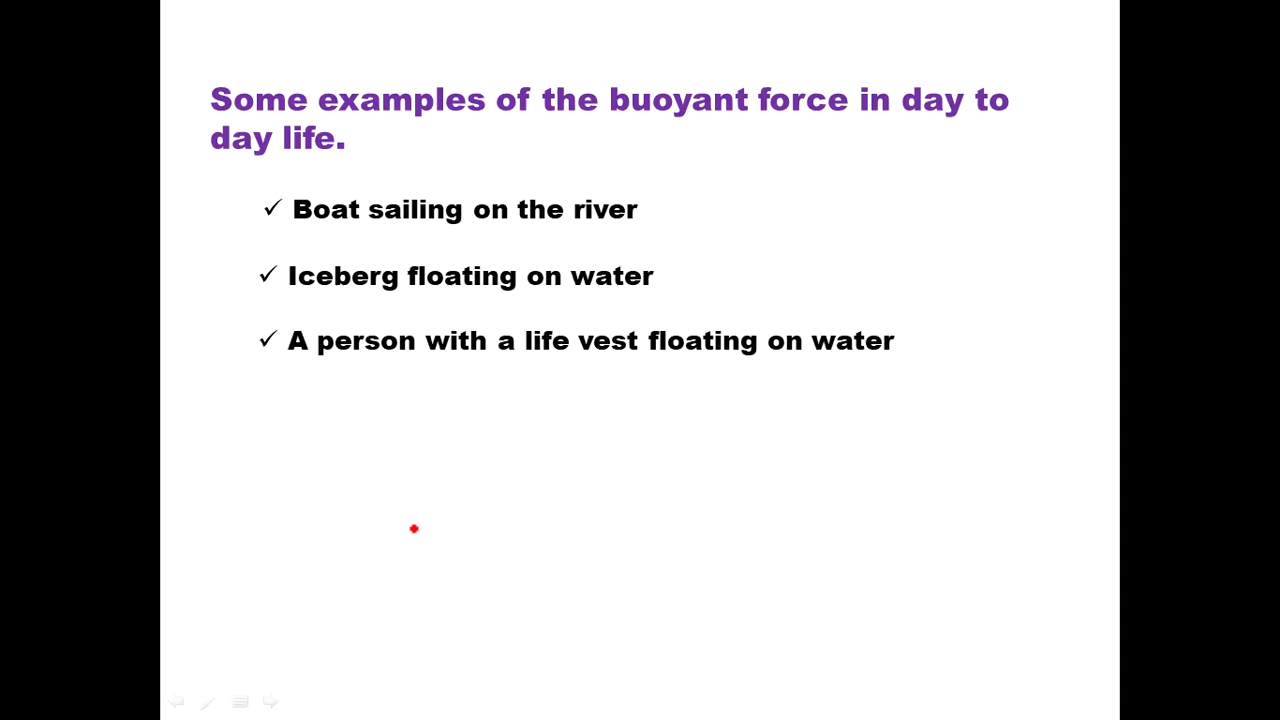 Some examples of the buoyant force in day to
day life.
✓ Boat sailing on the river
✓ Iceberg floating on water
✓ A person with a life vest floating on water